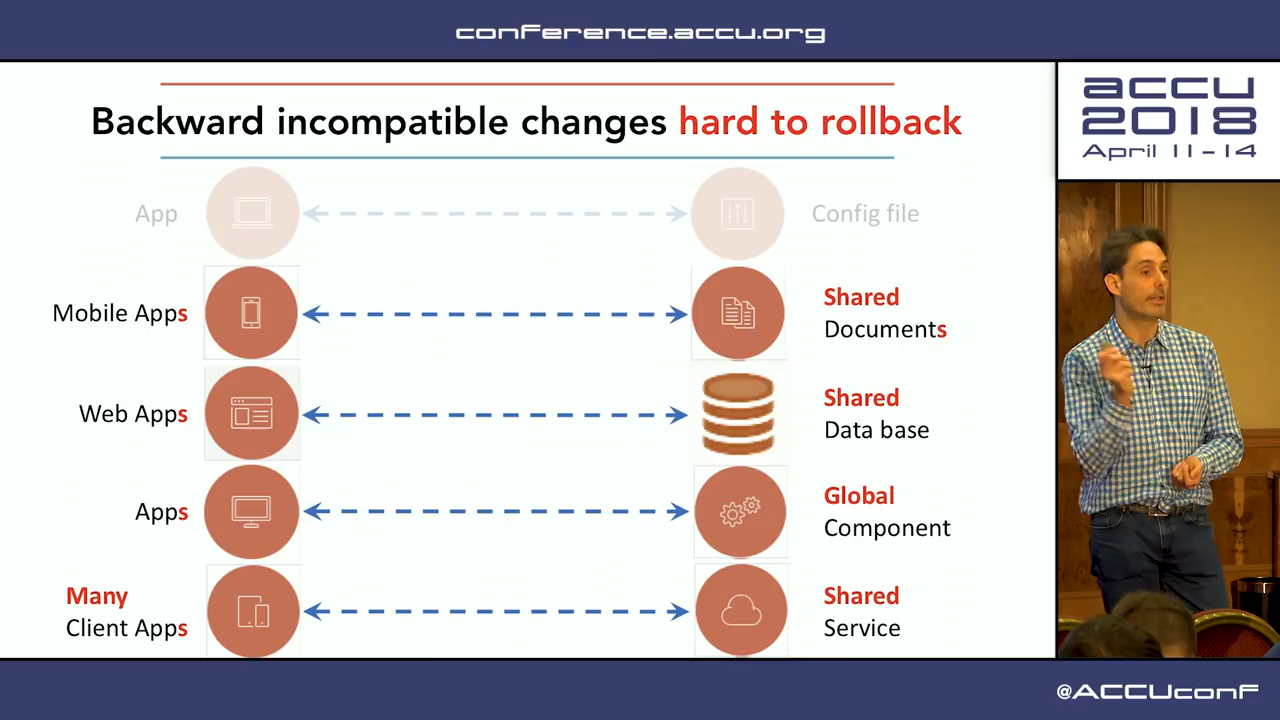 conference.accu.org
Backward incompatible changes hard to rollback
accu
2018
April 11-14
App
Config file
Mobile Apps
Shared
Documents
Web Apps
Shared
Data base
Apps
Global
Component
Many
Client Apps
Shared
Service
@ACCUconf